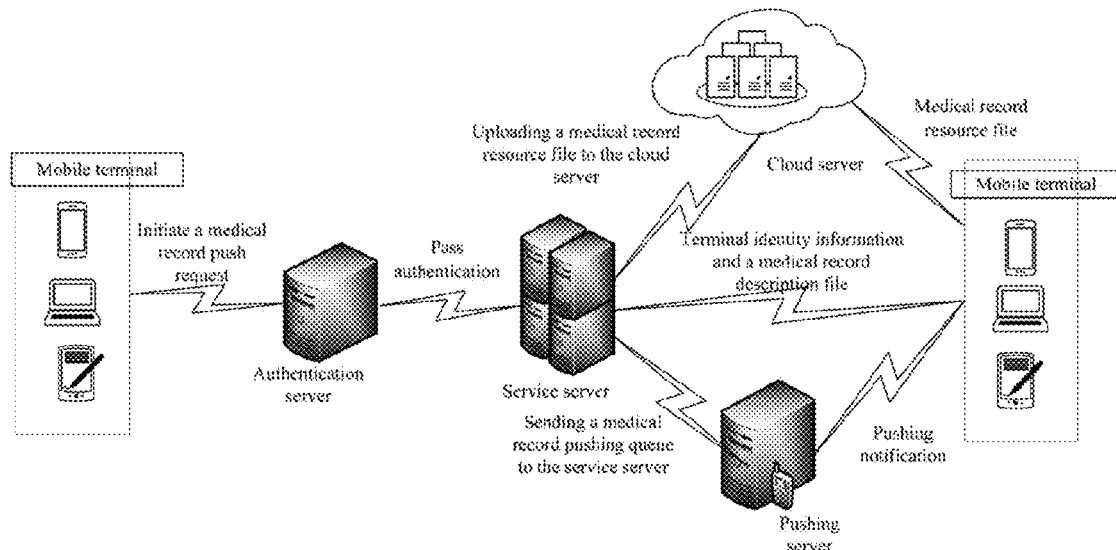 Mobile terminal
Initiate a medical
record push
request
Authentication
server
Pass
authentication
Uploading a medical record
resource file to the cloud
server
Cloud server
Medical record
resource file
Service server
Terminal identity information
and a medical record
description file
Sending a medical
record pushing queue
to the service server
Pushing
server
Pushing
notification
Mobile terminal